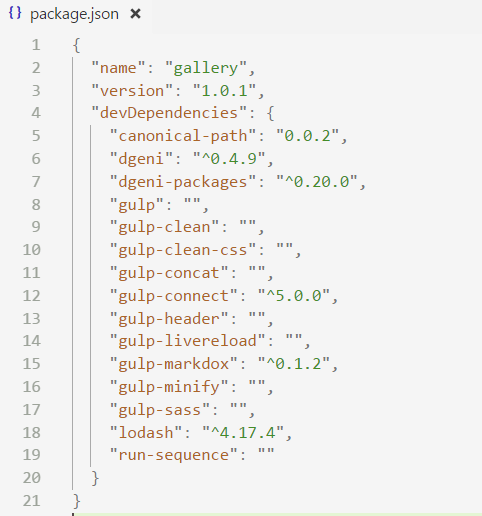 {} package.json ×
1 {
2 "name": "gallery",
3 "version": "1.0.1",
4 "devDependencies": {
5 "canonical-path": "0.0.2",
6 "dgeni": "^0.4.9",
7 "dgeni-packages": "^0.20.0",
8 "gulp": "",
9 "gulp-clean": "",
10 "gulp-clean-css": "",
11 "gulp-concat": "",
12 "gulp-connect": "^5.0.0",
13 "gulp-header": "",
14 "gulp-livereload": "",
15 "gulp-markdox": "^0.1.2",
16 "gulp-minify": "",
17 "gulp-sass": "",
18 "lodash": "^4.17.4",
19 "run-sequence": ""
20 }
21 }